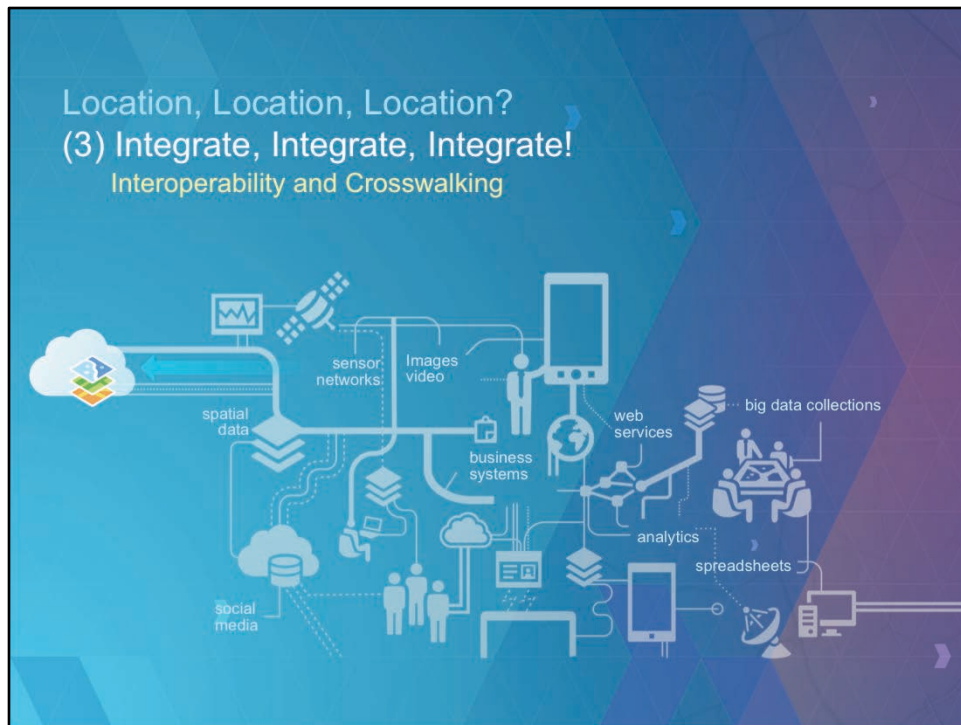 Location, Location, Location?
(3) Integrate, Integrate, Integrate!
Interoperability and Crosswalking
sensor
networks
Images
video
spatial
data
business
systems
web
services
big data collections
analytics
spreadsheets
social
media